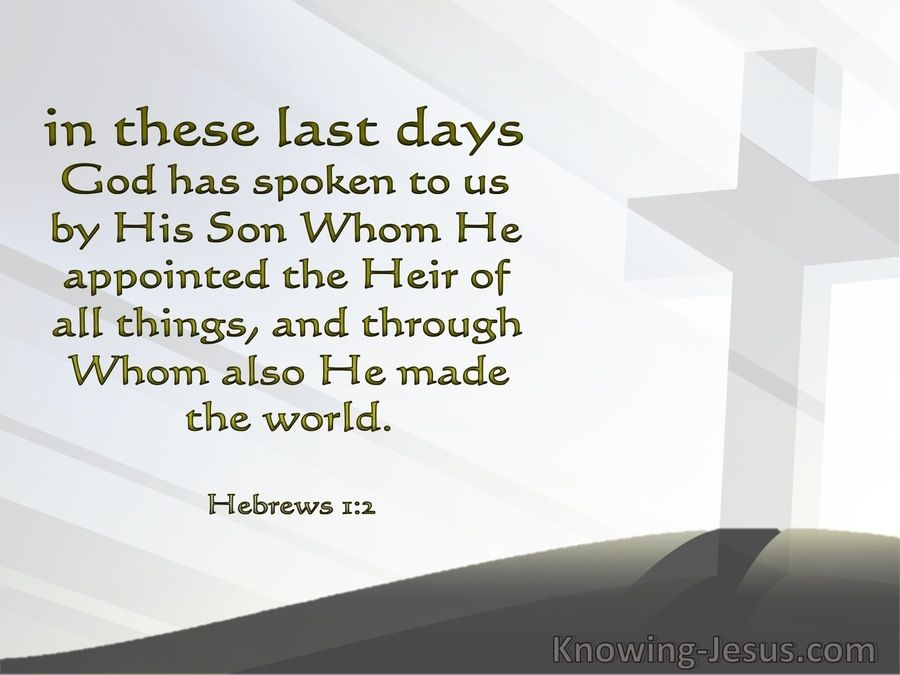 in these last days
God has spoken to us
by His Son Whom He
appointed the Heir of
all things, and through
Whom also He made
the world.
Hebrews 1:2
Knowing-Jesus.com